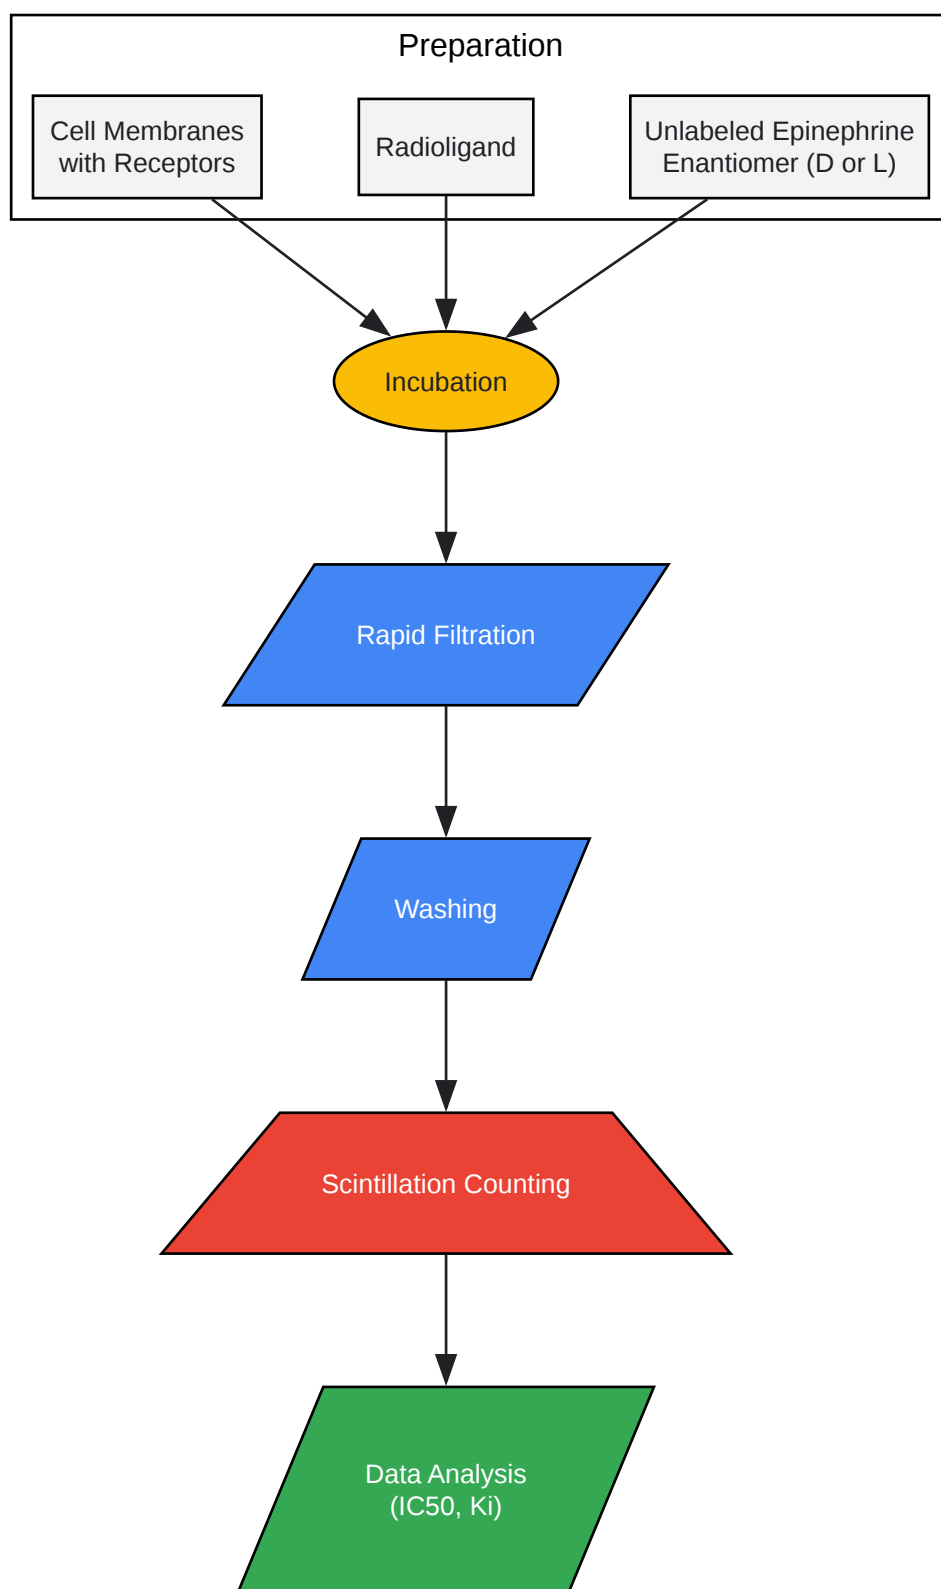 Preparation
Cell Membranes
with Receptors
Radioligand
Unlabeled Epinephrine
Enantiomer (D or L)
Incubation
Rapid Filtration
Washing
Scintillation Counting
Data Analysis
(IC50, Ki)